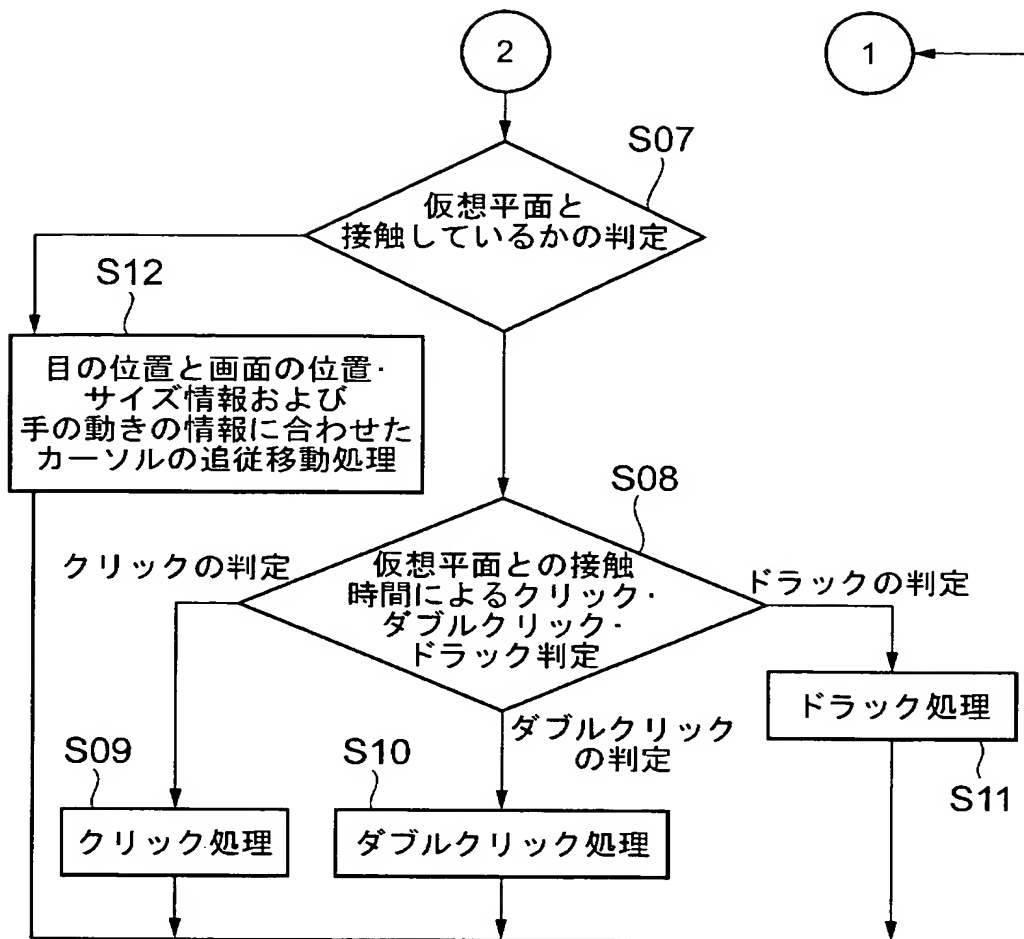 2
1
S07
仮想平面と
接触しているかの判定
S12
目の位置と画面の位置・
サイズ情報および
手の動きの情報に合わせた
カーソルの追従移動処理
S08
クリックの判定
仮想平面との接触
時間によるクリック・
ダブルクリック・
ドラック判定
ドラックの判定
ドラック処理
S11
ダブルクリック
の判定
S09
クリック処理
S10
ダブルクリック処理